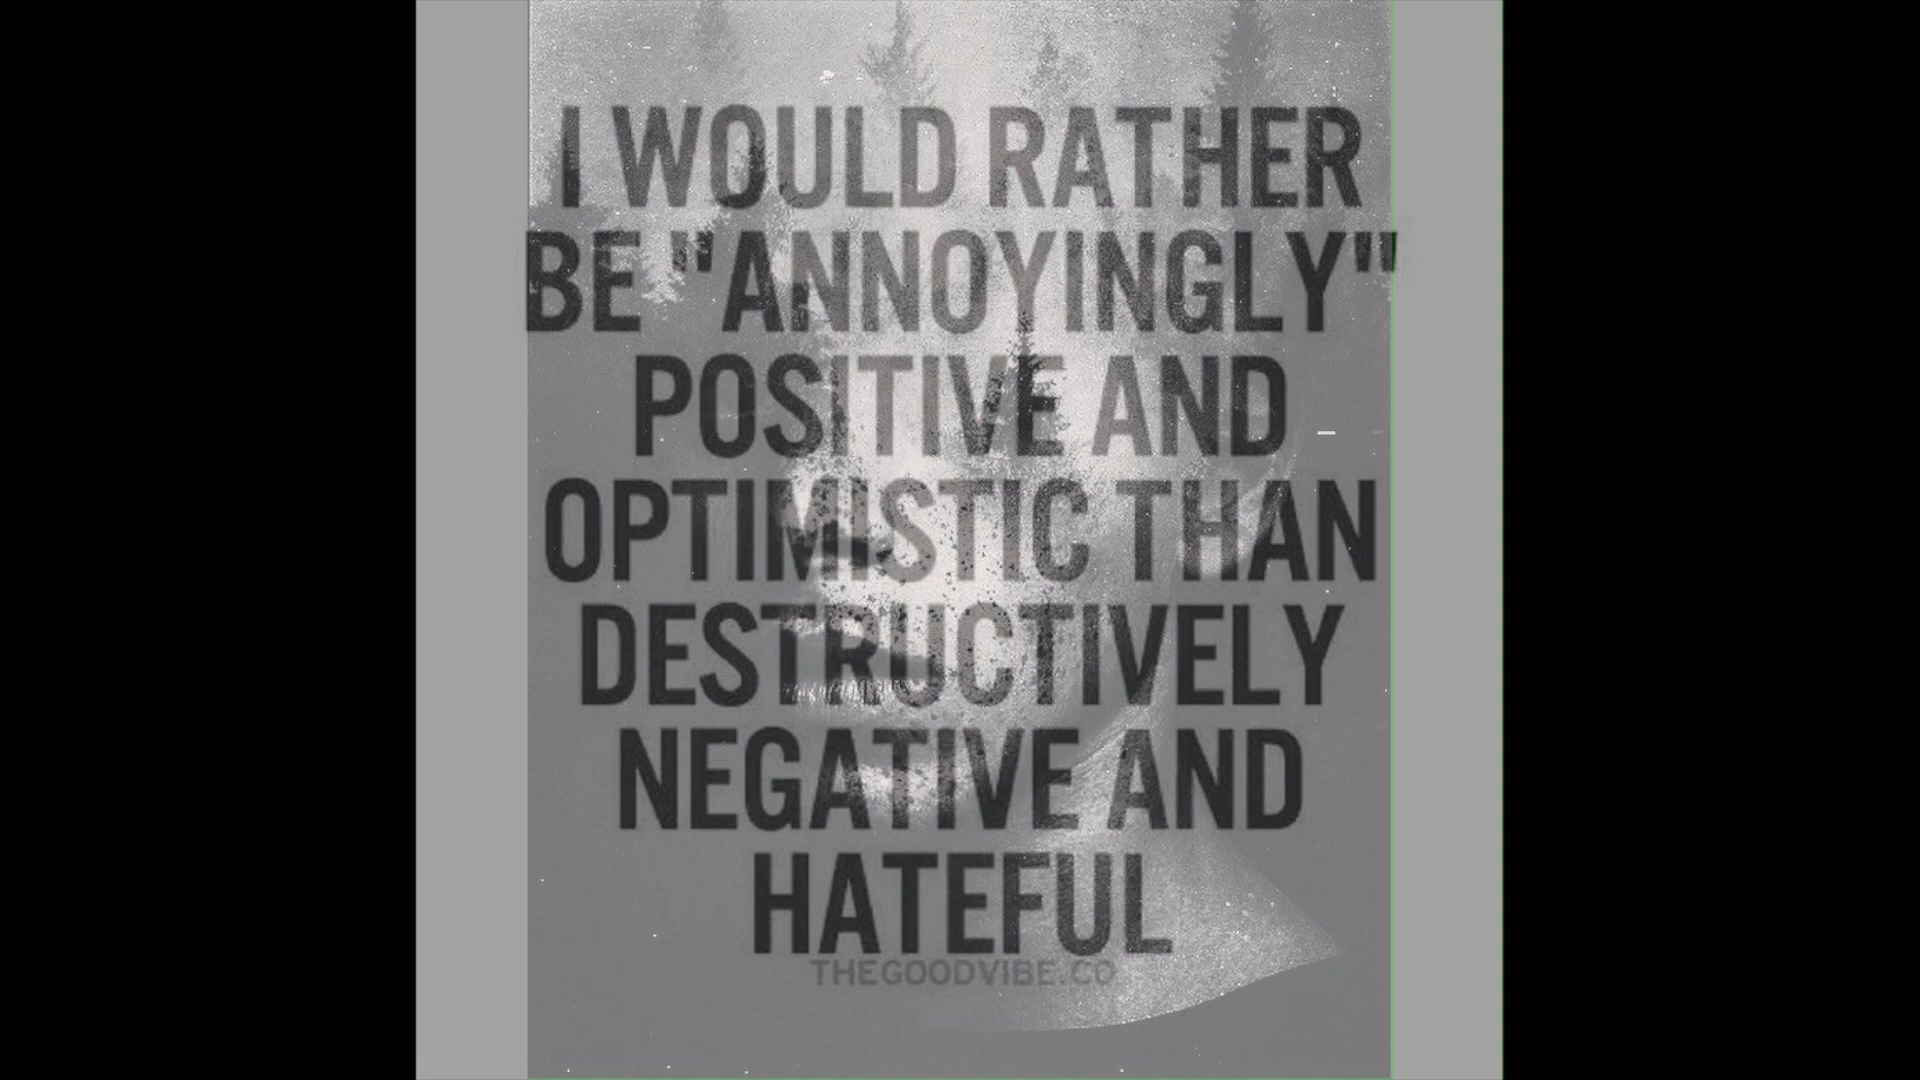 I WOULD RATHER
BE "ANNOYINGLY"
POSITIVE AND
OPTIMISTIC THAN
DESTRUCTIVELY
NEGATIVE AND
HATEFUL
THEGOODVIBE.CO